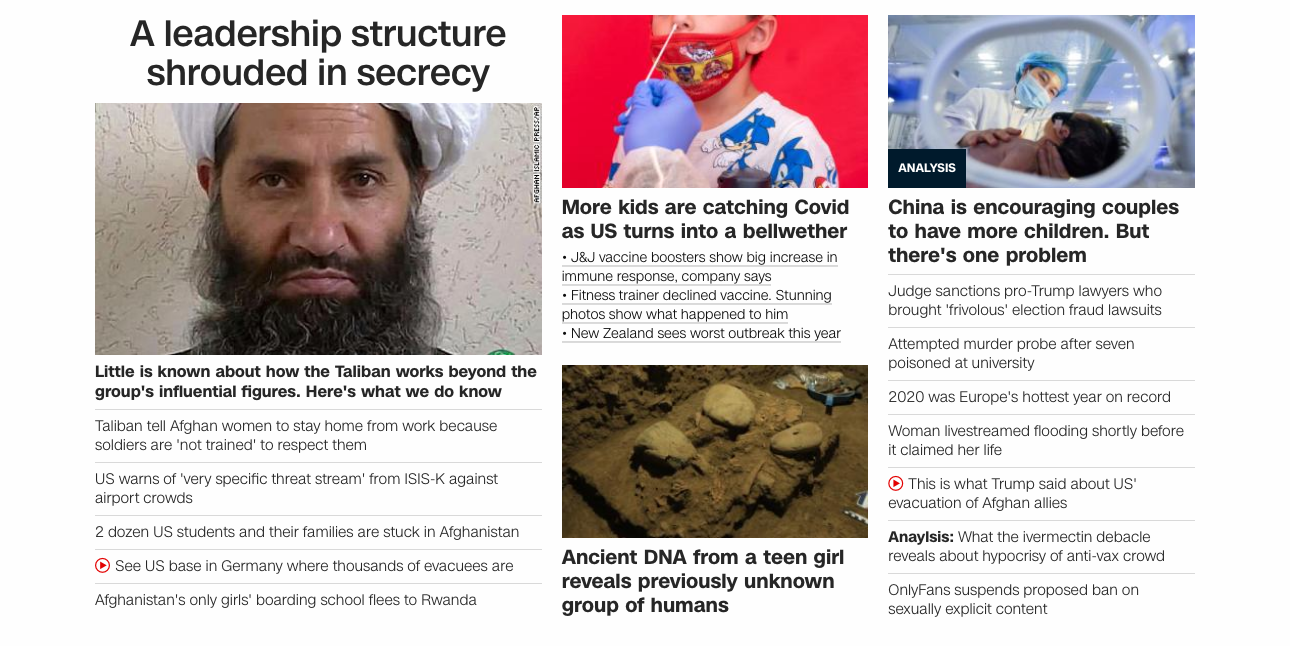 A leadership structure
shrouded in secrecy
AFGHAN ISLAMIC PRESS/AP
Little is known about how the Taliban works beyond the
group's influential figures. Here's what we do know
Taliban tell Afghan women to stay home from work because
soldiers are 'not trained' to respect them
US warns of 'very specific threat stream' from ISIS-K against
airport crowds
2 dozen US students and their families are stuck in Afghanistan
See US base in Germany where thousands of evacuees are
Afghanistan's only girls' boarding school flees to Rwanda
More kids are catching Covid
as US turns into a bellwether
• J&J vaccine boosters show big increase in
immune response, company says
• Fitness trainer declined vaccine. Stunning
photos show what happened to him
• New Zealand sees worst outbreak this year
Ancient DNA from a teen girl
reveals previously unknown
group of humans
ANALYSIS
China is encouraging couples
to have more children. But
there's one problem
Judge sanctions pro-Trump lawyers who
brought 'frivolous' election fraud lawsuits
Attempted murder probe after seven
poisoned at university
2020 was Europe's hottest year on record
Woman livestreamed flooding shortly before
it claimed her life
This is what Trump said about US'
evacuation of Afghan allies
Anaylsis: What the ivermectin debacle
reveals about hypocrisy of anti-vax crowd
OnlyFans suspends proposed ban on
sexually explicit content